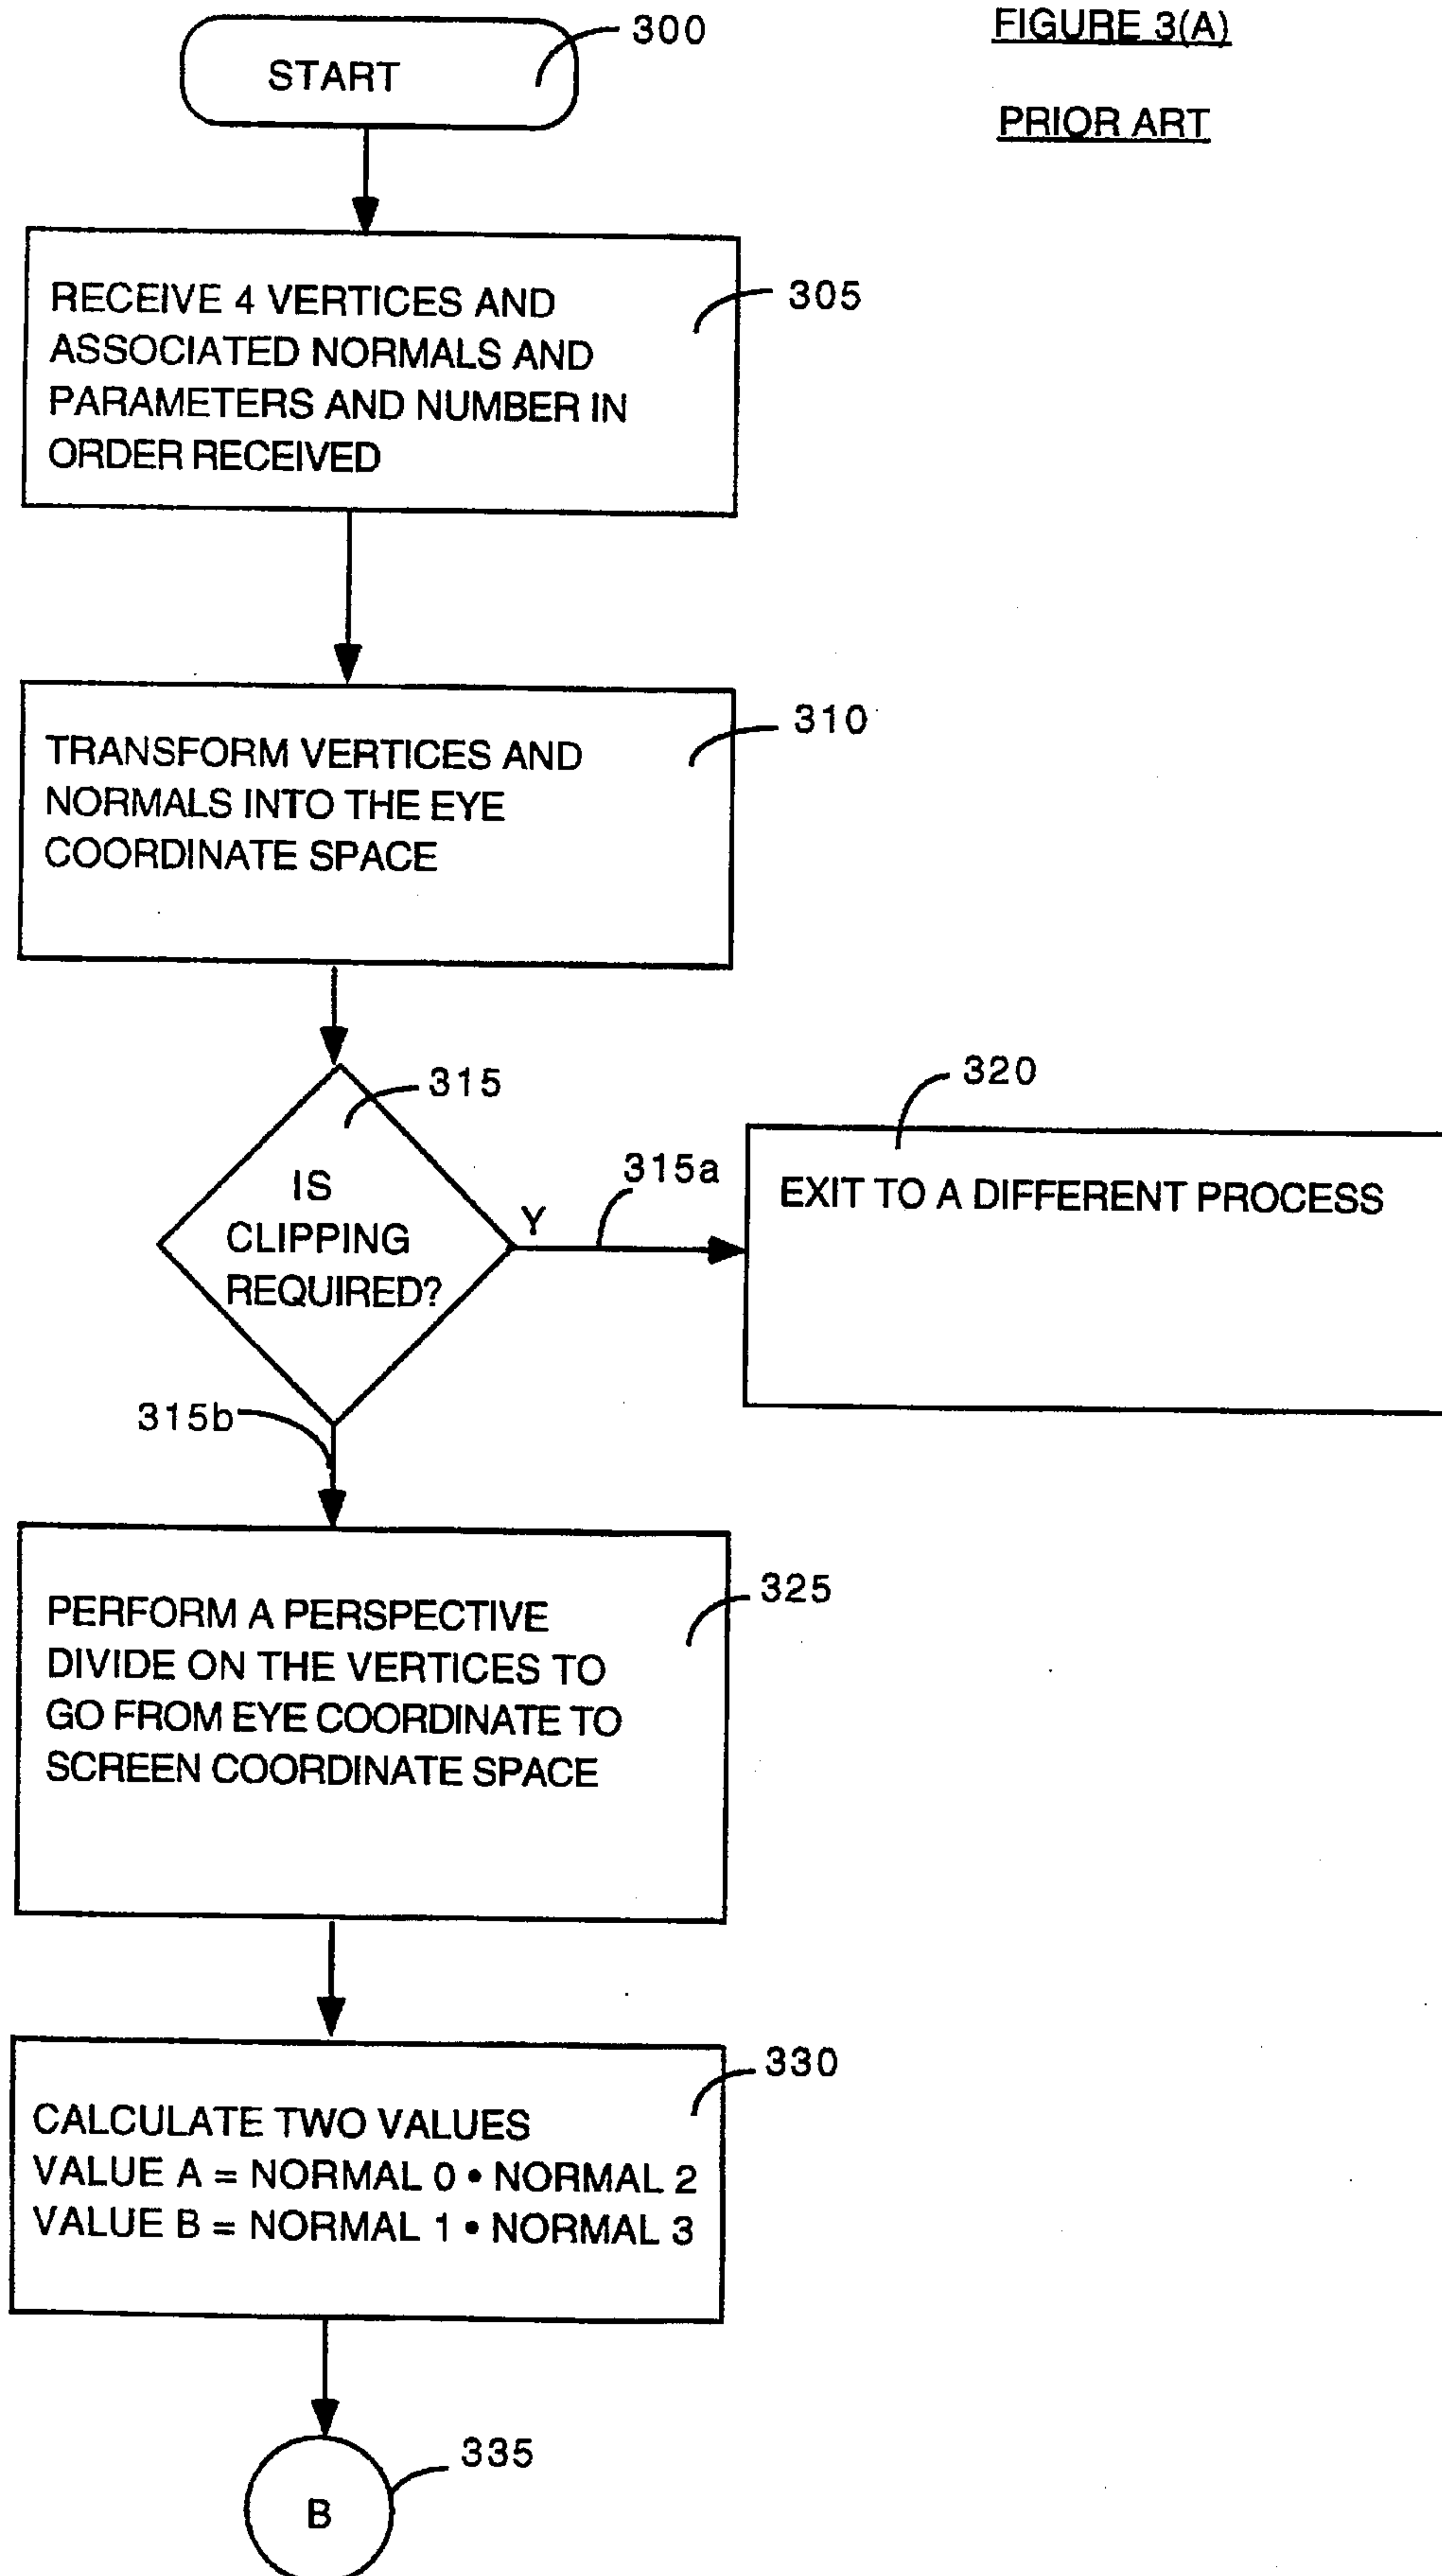 FIGURE 3(A)
PRIOR ART
300
START
305
RECEIVE 4 VERTICES AND
ASSOCIATED NORMALS AND
PARAMETERS AND NUMBER IN
ORDER RECEIVED
310
TRANSFORM VERTICES AND
NORMALS INTO THE EYE
COORDINATE SPACE
315
IS
CLIPPING
REQUIRED?
Y
315a
320
EXIT TO A DIFFERENT PROCESS
315b
325
PERFORM A PERSPECTIVE
DIVIDE ON THE VERTICES TO
GO FROM EYE COORDINATE TO
SCREEN COORDINATE SPACE
330
CALCULATE TWO VALUES
VALUE A = NORMAL 0 • NORMAL 2
VALUE B = NORMAL 1 • NORMAL 3
335
B